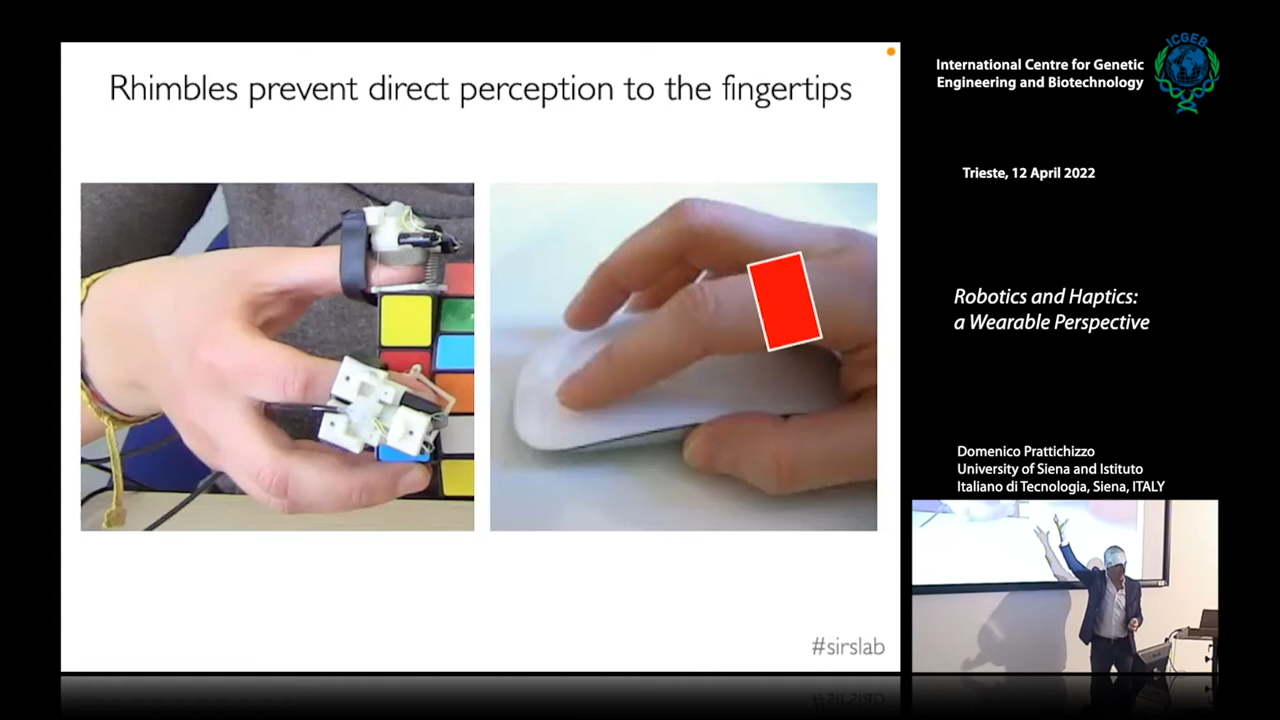 Rhimbles prevent direct perception to the fingertips
#sirslab
International Centre for Genetic
Engineering and Biotechnology
ICGEB
Trieste, 12 April 2022
Robotics and Haptics:
a Wearable Perspective
Domenico Prattichizzo
University of Siena and Istituto
Italiano di Tecnologia, Siena, ITALY